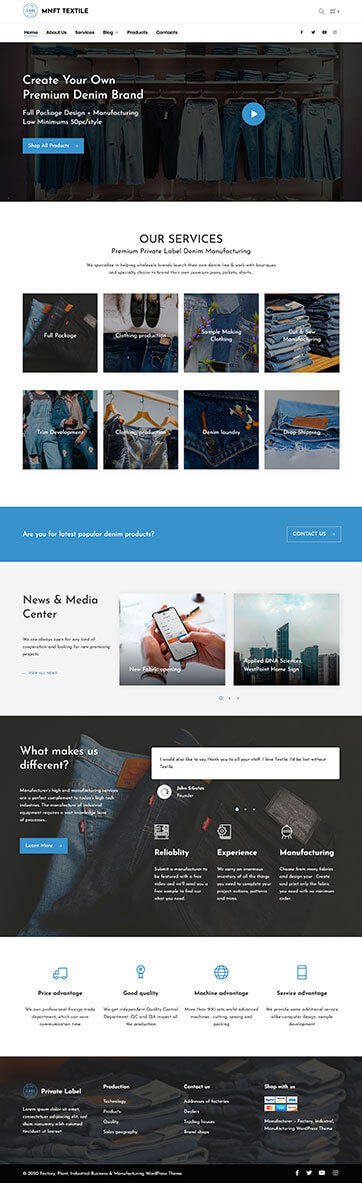 MNFT TEXTILE
Home About Us Services Blog Products Contacts
Create Your Own
Premium Denim Brand
Full Package Design + Manufacturing
Low Minimums 50pc/style
Shop All Products
OUR SERVICES
Premium Private Label Denim Manufacturing
We specialise in helping wholesale brands launch their own denim line & work with boutiques
and specialty chains to brand their own premium jeans, jackets, shorts...
Full Package
Clothing production
Sample Making
Clothing
Cut & Sew
Manufacturing
Trim Development
Clothing production
Denim laundry
Drop Shipping
Are you for latest popular denim products?
CONTACT US
News & Media
Center
We are always open for any kind of
cooperation and looking for new promising
projects
VIEW ALL NEWS
New Fabric opening
Applied DNA Sciences,
WestPoint Home Sign
What makes us
different?
Manufacturer's high end manufacturing services
are a perfect complement to today's high tech
industries. The manufacture of industrial
equipment requires a vast knowledge base
of processes...
Learn More
I would also like to say thank you to all your staff. I love Textile. I'd be lost without
Textile.
Jake S.Gates
Founder
Reliablity
Submit a manufacturer to
be featured with a free
video and we'll send you a
free sample to find our
what you need.
Experience
We carry an enormous
inventory of all the things
you need to complete your
project: notions, patterns
and trims.
Manufacturing
Choose from many fabrics
and design your . Create
and print only the fabric
you need with no minimum
order.
Price advantage
We own professional foreign trade
department, which can save
communication time
Good quality
We get independent Quality Control
Department ,QC and QA inspect all
the production
Machine advantage
More than 200 sets world advanced
machines : cutting, sewing and
packing.
Service advantage
We provide some additional service
alike computer design, sample
development
Private Label
Lorem ipsum dolor sit amet,
consectetuer adipiscing elit, sed
diam nonummy nibh euismod
tincidunt ut laoreet
Production
Technology
Products
Quality
Sales geography
Contact us
Addresses of factories
Dealers
Trading houses
Brand shops
Shop with us
Manufacturer – Factory, Industrial,
Manufacturing WordPress Theme
© 2020 Factory, Plant, Industrial Business & Manufacturing WordPress Theme